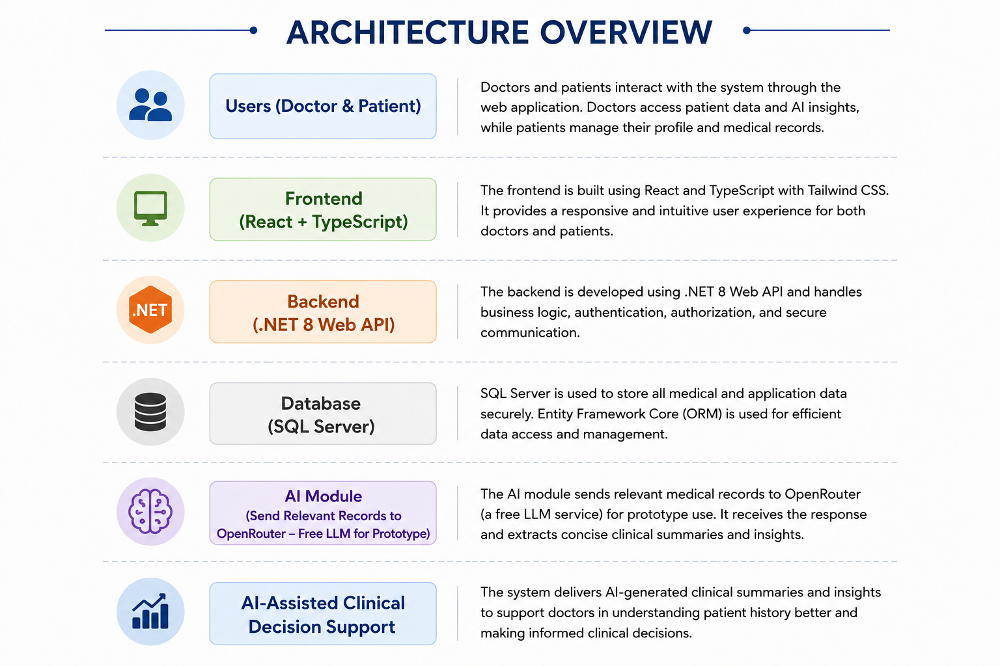 ARCHITECTURE OVERVIEW
Users (Doctor & Patient)
Doctors and patients interact with the system through the
web application. Doctors access patient data and AI insights,
while patients manage their profile and medical records.
Frontend
(React + TypeScript)
The frontend is built using React and TypeScript with Tailwind CSS.
It provides a responsive and intuitive user experience for both
doctors and patients.
.NET
Backend
(.NET 8 Web API)
The backend is developed using .NET 8 Web API and handles
business logic, authentication, authorization, and secure
communication.
Database
(SQL Server)
SQL Server is used to store all medical and application data
securely. Entity Framework Core (ORM) is used for efficient
data access and management.
AI Module
(Send Relevant Records to
OpenRouter – Free LLM for Prototype)
The AI module sends relevant medical records to OpenRouter
(a free LLM service) for prototype use. It receives the response
and extracts concise clinical summaries and insights.
AI-Assisted Clinical
Decision Support
The system delivers AI-generated clinical summaries and insights
to support doctors in understanding patient history better and
making informed clinical decisions.